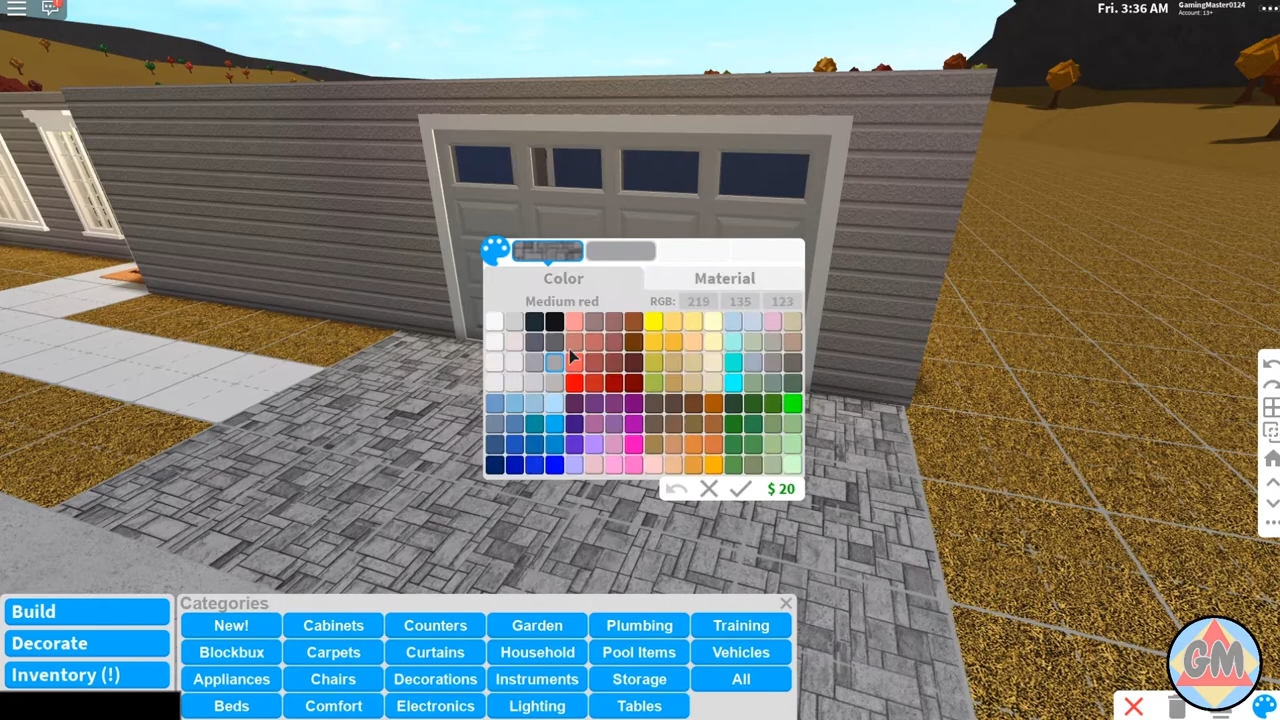 Fri. 3:36 AM
GamingMaster0124
Account: 13+
Color
Material
Medium red
RGB: 219 135 123
$ 20
Build
Decorate
Inventory (!)
Categories
New! Cabinets Counters Garden Plumbing Training
Blockbux Carpets Curtains Household Pool Items Vehicles
Appliances Chairs Decorations Instruments Storage All
Beds Comfort Electronics Lighting Tables
GM